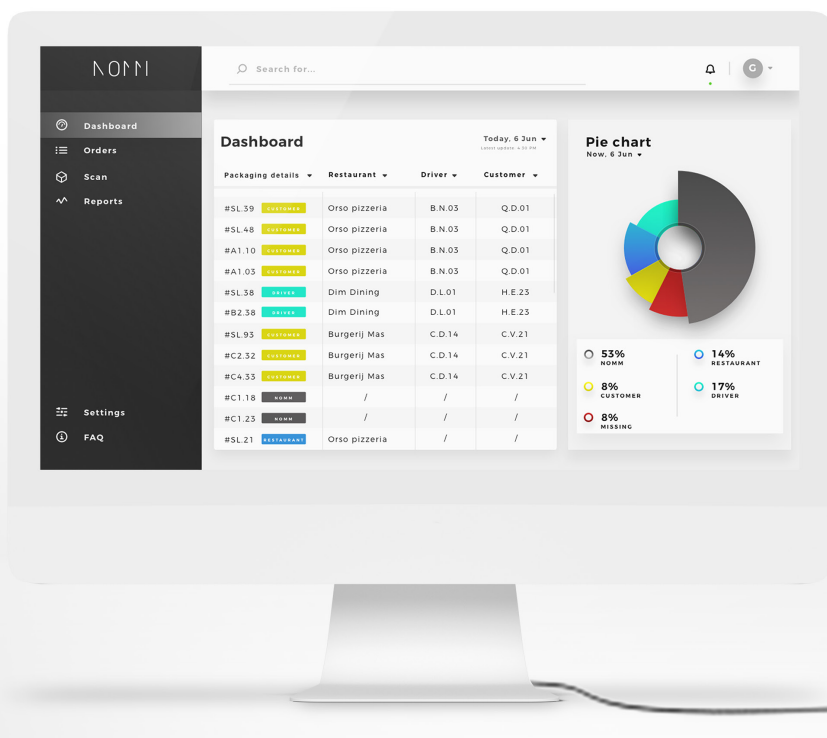 NOMM
Search for...
G
Dashboard
Orders
Scan
Reports
Settings
FAQ
Dashboard
Today, 6 Jun
Latest update: 4:30 PM
Packaging details Restaurant Driver Customer
#SL.39 CUSTOMER Orso pizzeria B.N.03 Q.D.01
#SL.48 CUSTOMER Orso pizzeria B.N.03 Q.D.01
#A1.10 CUSTOMER Orso pizzeria B.N.03 Q.D.01
#A1.03 CUSTOMER Orso pizzeria B.N.03 Q.D.01
#SL.38 DRIVER Dim Dining D.L.01 H.E.23
#B2.38 DRIVER Dim Dining D.L.01 H.E.23
#SL.93 CUSTOMER Burgerij Mas C.D.14 C.V.21
#C2.32 CUSTOMER Burgerij Mas C.D.14 C.V.21
#C4.33 CUSTOMER Burgerij Mas C.D.14 C.V.21
#C1.18 NOMM / / /
#C1.23 NOMM / / /
#SL.21 RESTAURANT Orso pizzeria / /
Pie chart
Now, 6 Jun
53%
NOMM
8%
CUSTOMER
8%
MISSING
14%
RESTAURANT
17%
DRIVER